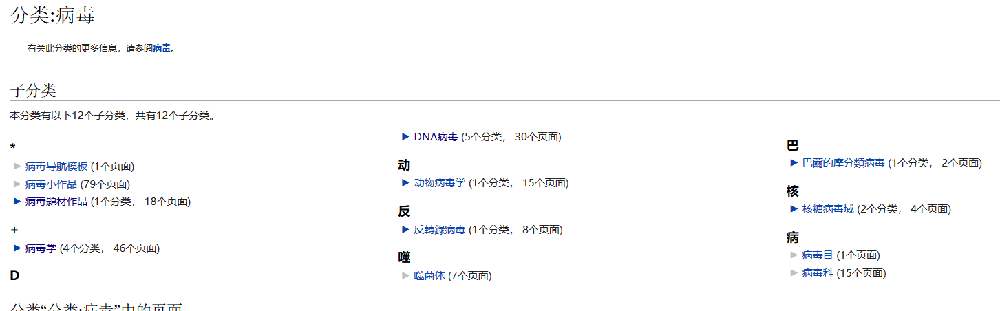 分类:病毒
有关此分类的更多信息，请参阅病毒。
子分类
本分类有以下12个子分类，共有12个子分类。
*
► 病毒导航模板 (1个页面)
► 病毒小作品 (79个页面)
► 病毒題材作品 (1个分类， 18个页面)
+
► 病毒学 (4个分类， 46个页面)
D
► DNA病毒 (5个分类， 30个页面)
动
► 动物病毒学 (1个分类， 15个页面)
反
► 反轉錄病毒 (1个分类， 8个页面)
噬
► 噬菌体 (7个页面)
巴
► 巴爾的摩分類病毒 (1个分类， 2个页面)
核
► 核糖病毒域 (2个分类， 4个页面)
病
► 病毒目 (1个页面)
► 病毒科 (15个页面)
分类“分类:病毒”中的页面